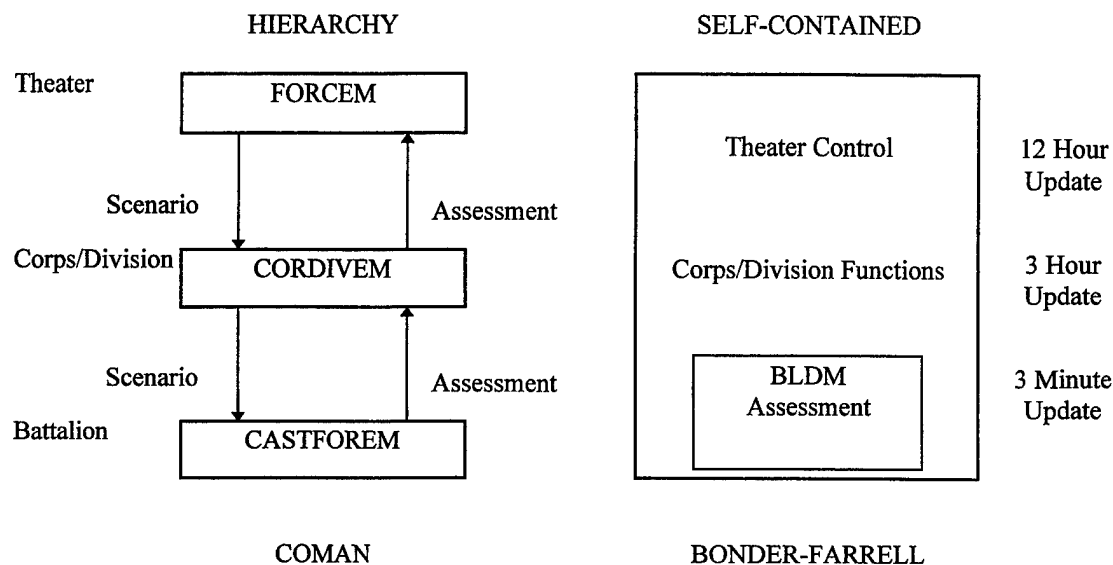 HIERARCHY
SELF-CONTAINED
Theater
FORCEM
Theater Control
12 Hour
Update
Scenario
Assessment
Corps/Division
CORDIVEM
Corps/Division Functions
3 Hour
Update
Scenario
Assessment
BLDM
Assessment
3 Minute
Update
Battalion
CASTFOREM
COMAN
BONDER-FARRELL